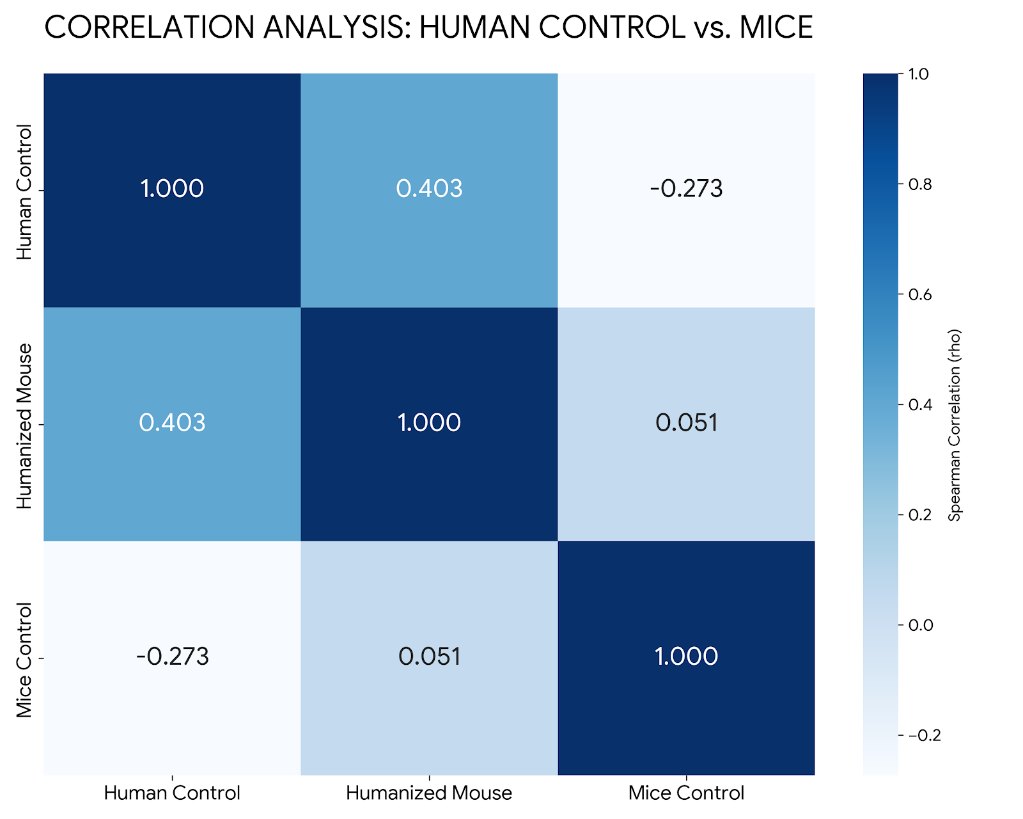 CORRELATION ANALYSIS: HUMAN CONTROL vs. MICE
Human Control
Humanized Mouse
Mice Control
1.000
0.403
-0.273
0.403
1.000
0.051
-0.273
0.051
1.000
Human Control
Humanized Mouse
Mice Control
1.0
0.8
0.6
0.4
0.2
0.0
−0.2
Spearman Correlation (rho)